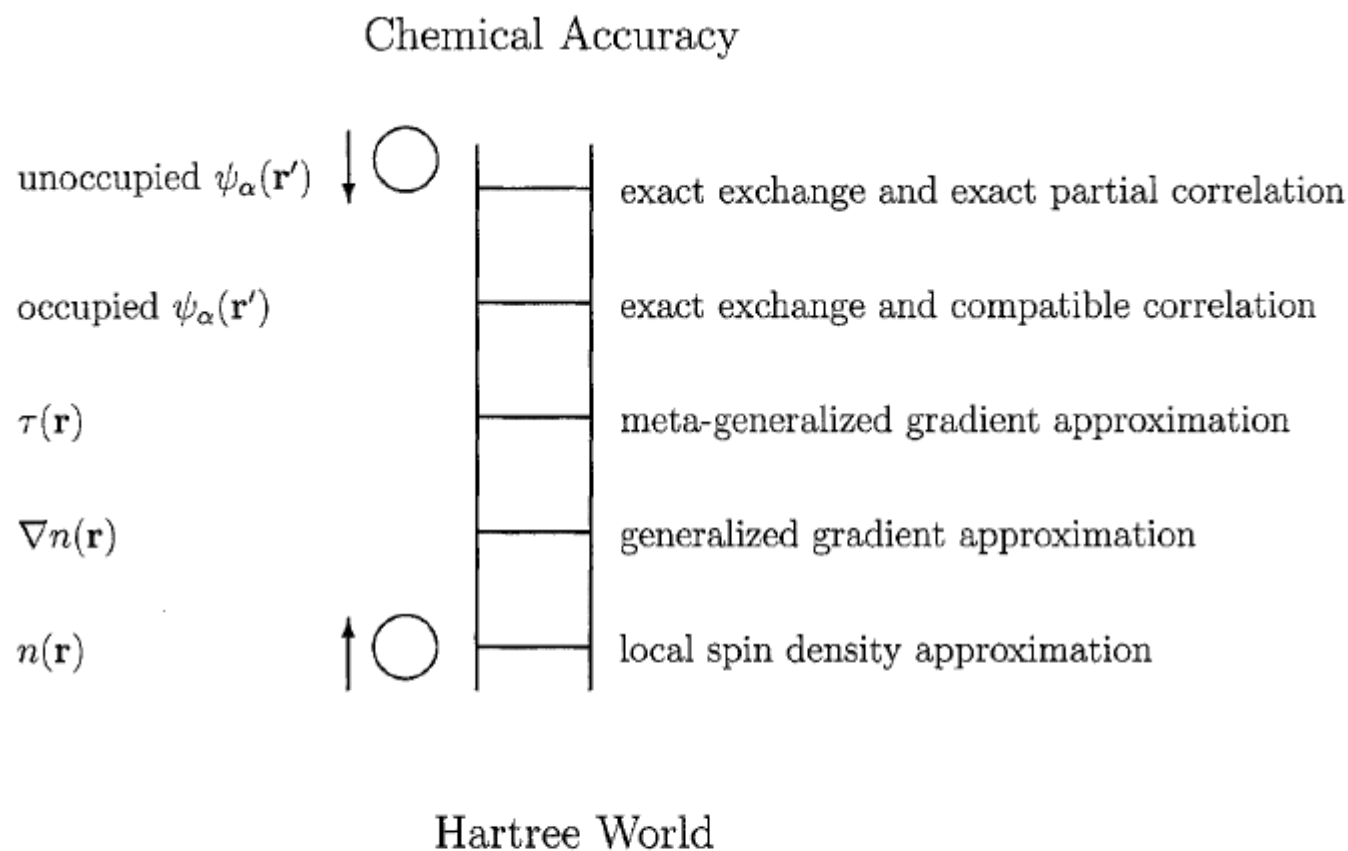 Chemical Accuracy
unoccupied ψα(r′)
exact exchange and exact partial correlation
occupied ψα(r′)
exact exchange and compatible correlation
τ(r)
meta-generalized gradient approximation
∇n(r)
generalized gradient approximation
n(r)
local spin density approximation
Hartree World